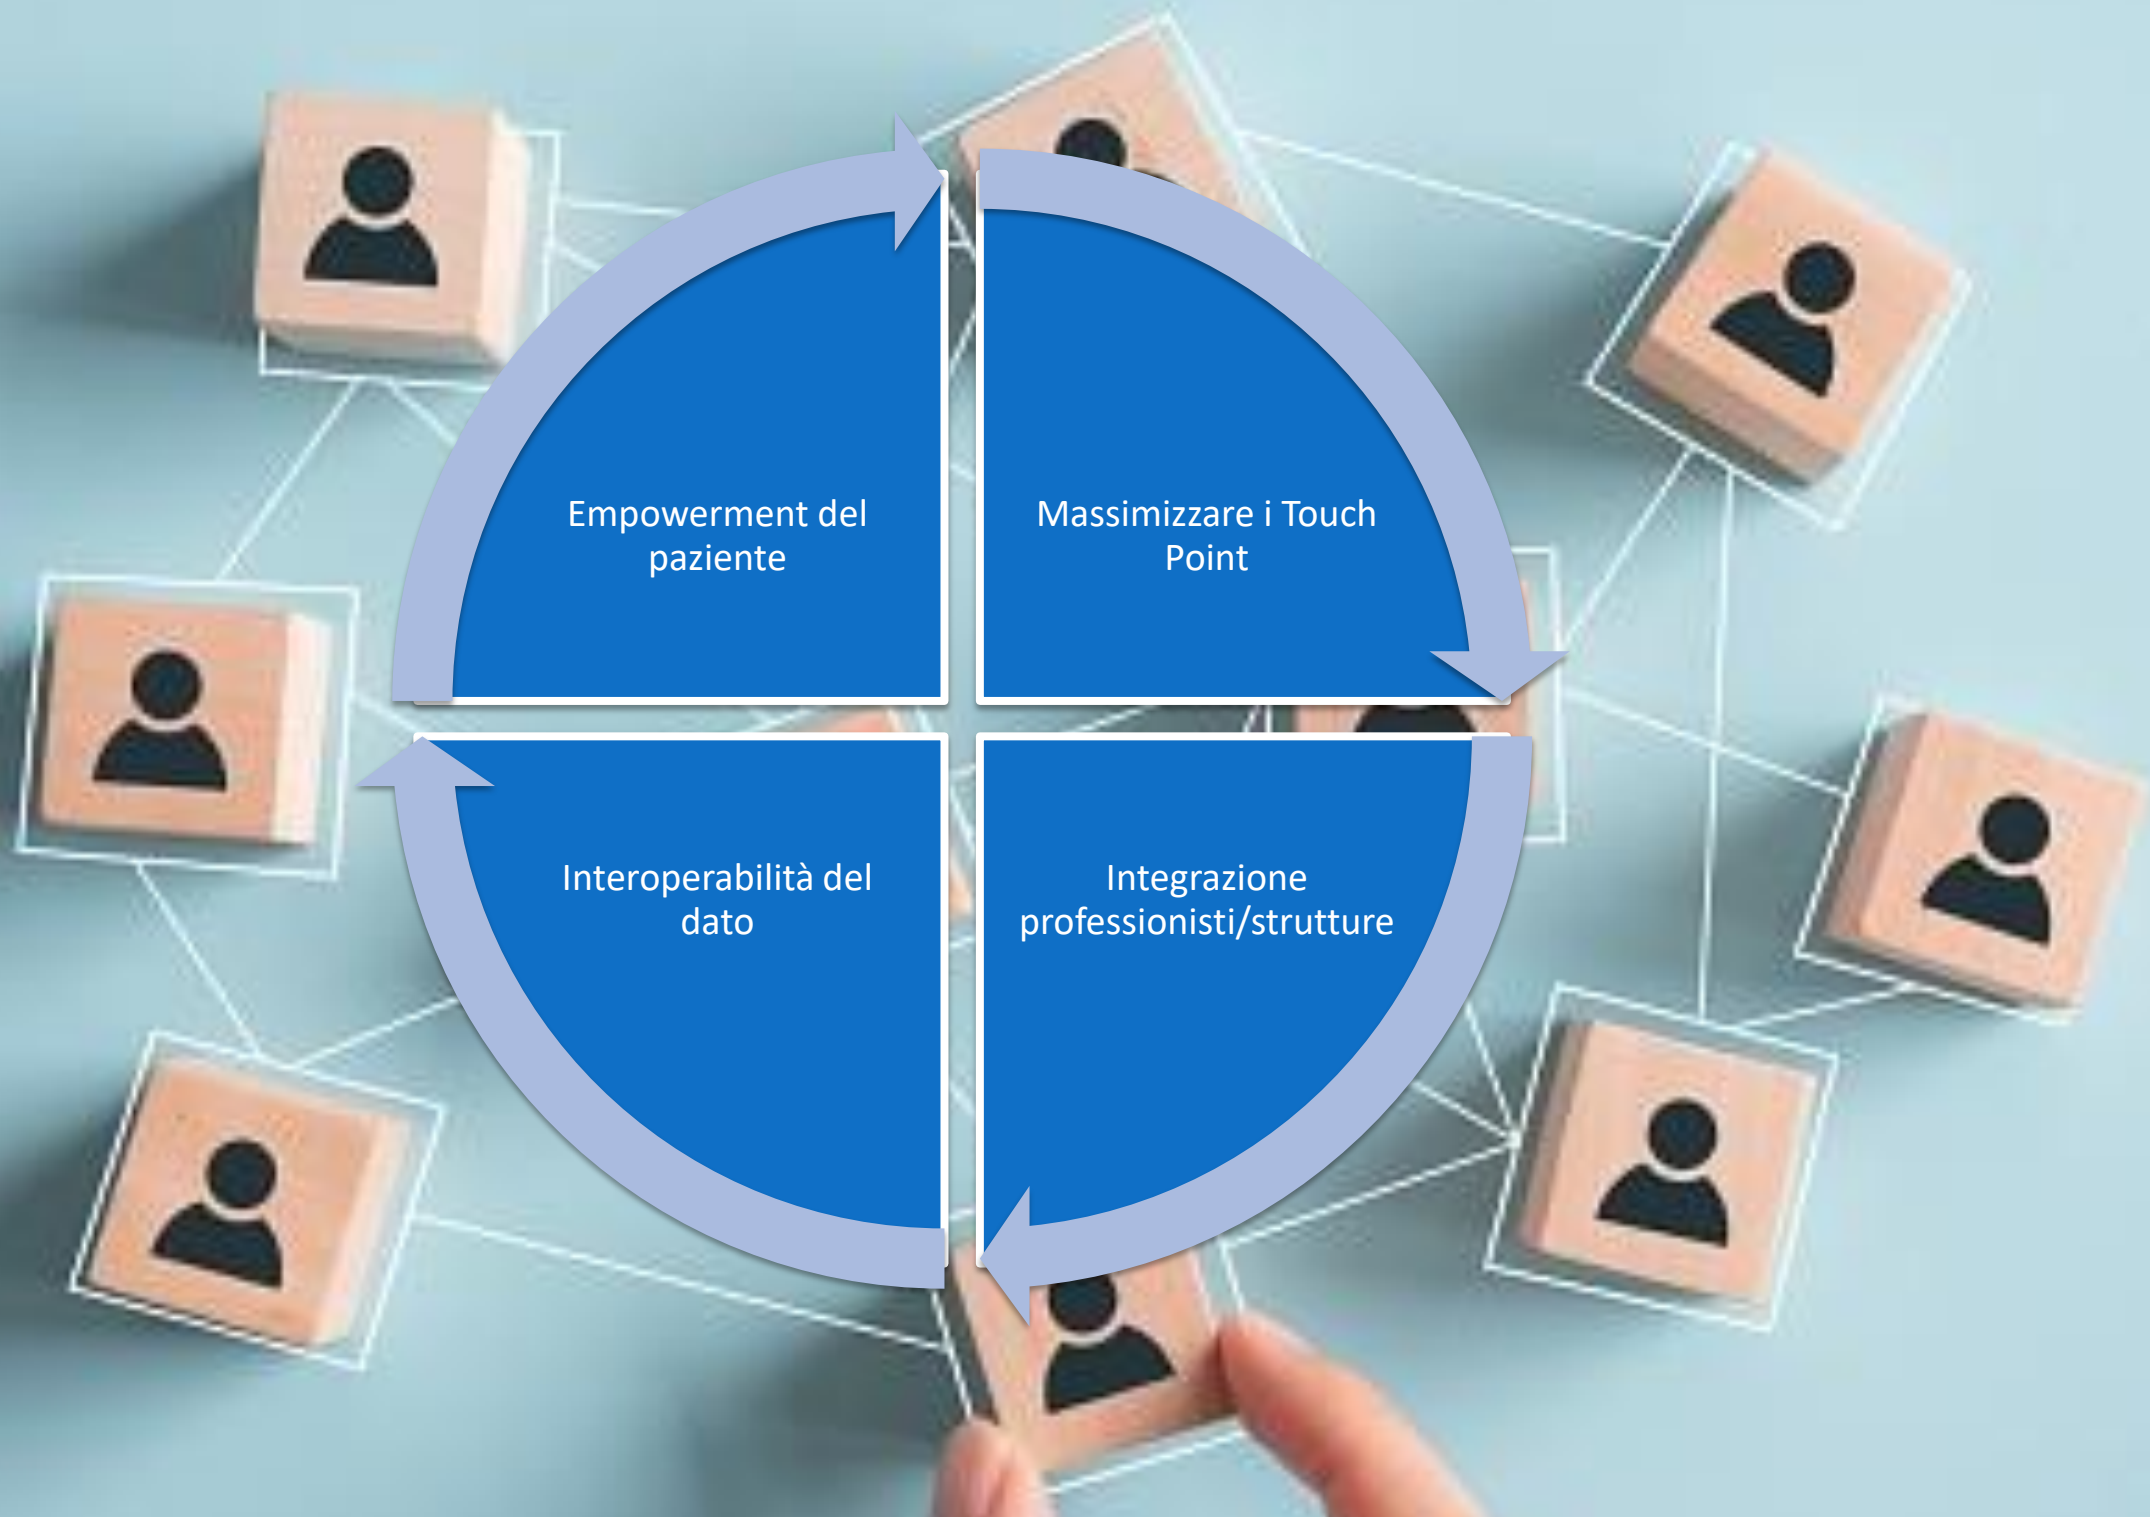 Empowerment del
paziente
Massimizzare i Touch
Point
Interoperabilità del
dato
Integrazione
professionisti/strutture